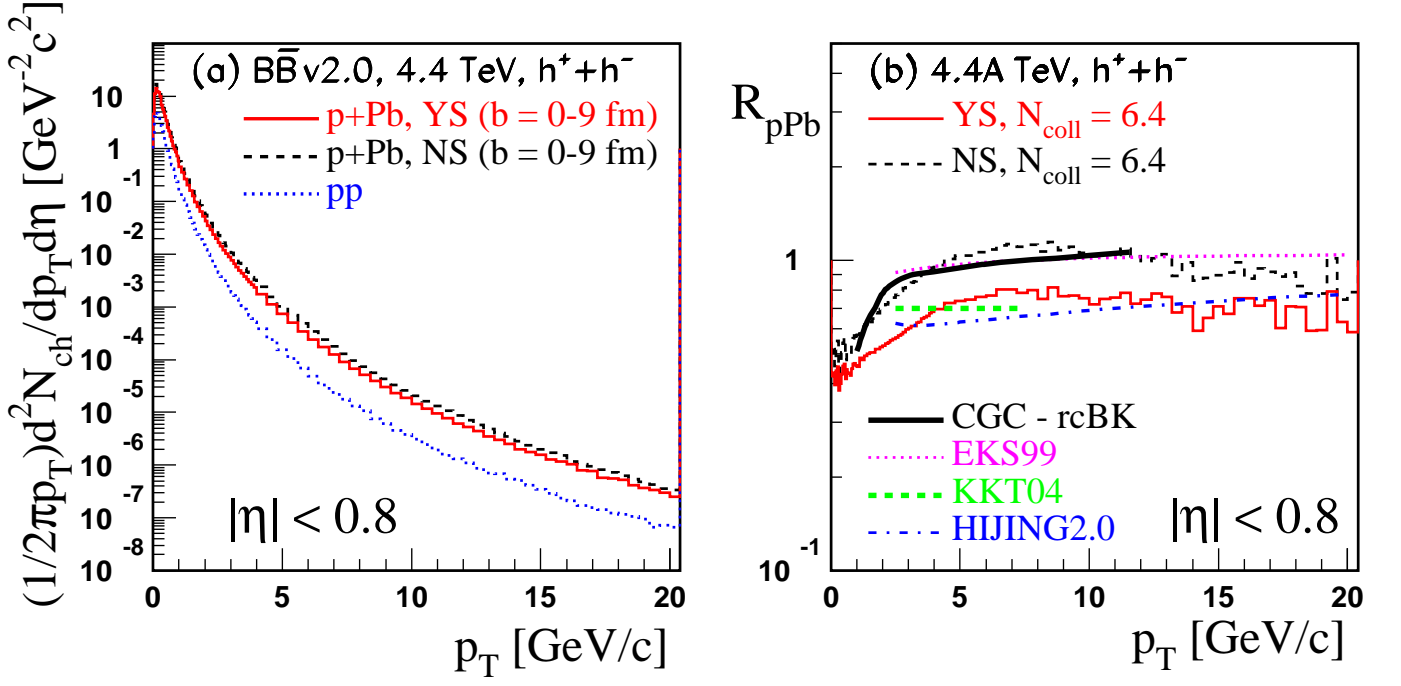 (1/2πp_T)d²N_ch/dp_Tdη [GeV⁻²c²]
(a) BB̅ v2.0, 4.4 TeV, h⁺+h⁻
p+Pb, YS (b = 0-9 fm)
p+Pb, NS (b = 0-9 fm)
pp
10
1
10⁻¹
10⁻²
10⁻³
10⁻⁴
10⁻⁵
10⁻⁶
10⁻⁷
10⁻⁸
|η| < 0.8
0 5 10 15 20
p_T [GeV/c]
R_pPb
(b) 4.4A TeV, h⁺+h⁻
YS, N_coll = 6.4
NS, N_coll = 6.4
1
10⁻¹
CGC - rcBK
EKS99
KKT04
HIJING2.0
|η| < 0.8
0 5 10 15 20
p_T [GeV/c]